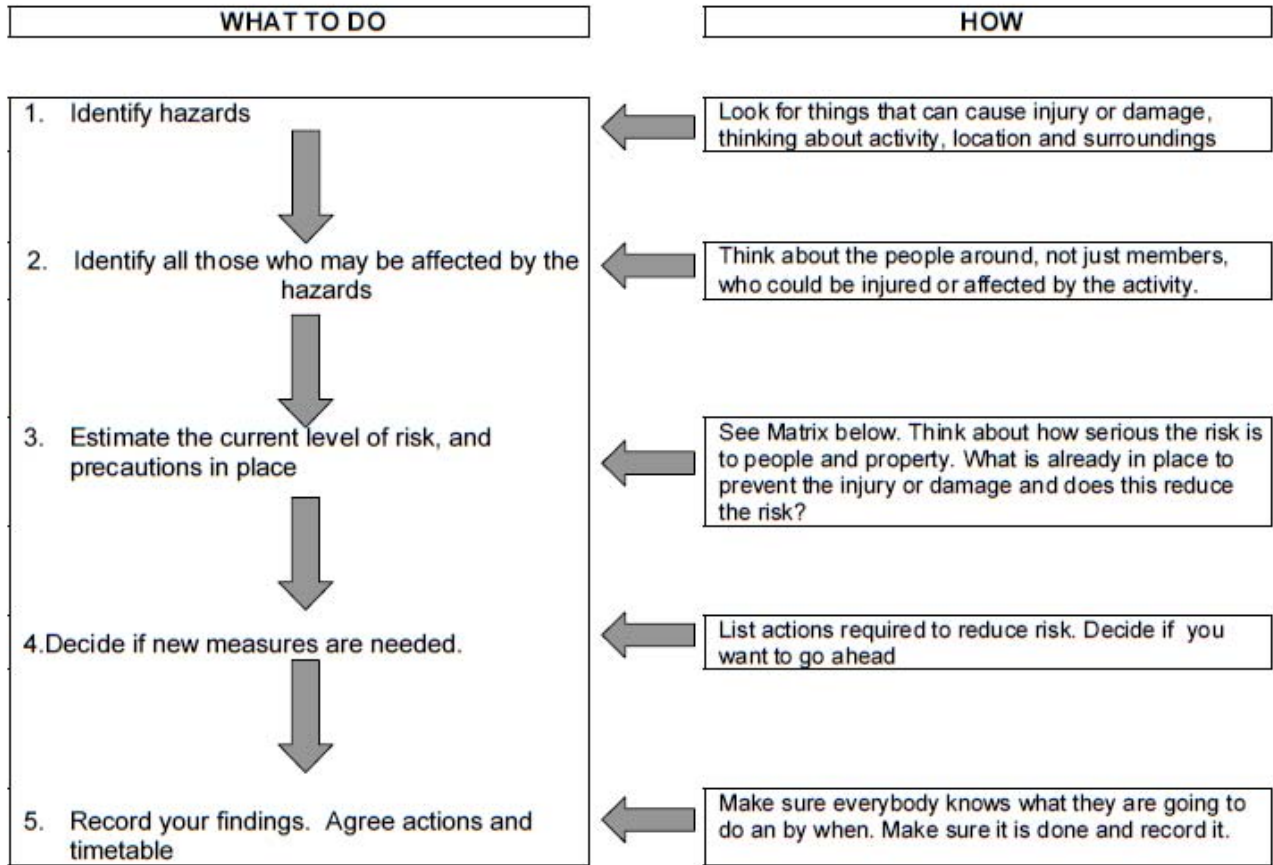 WHAT TO DO
HOW
1. Identify hazards
Look for things that can cause injury or damage,
thinking about activity, location and surroundings
2. Identify all those who may be affected by the
hazards
Think about the people around, not just members,
who could be injured or affected by the activity.
3. Estimate the current level of risk, and
precautions in place
See Matrix below. Think about how serious the risk is
to people and property. What is already in place to
prevent the injury or damage and does this reduce
the risk?
4.Decide if new measures are needed.
List actions required to reduce risk. Decide if you
want to go ahead
5. Record your findings. Agree actions and
timetable
Make sure everybody knows what they are going to
do an by when. Make sure it is done and record it.